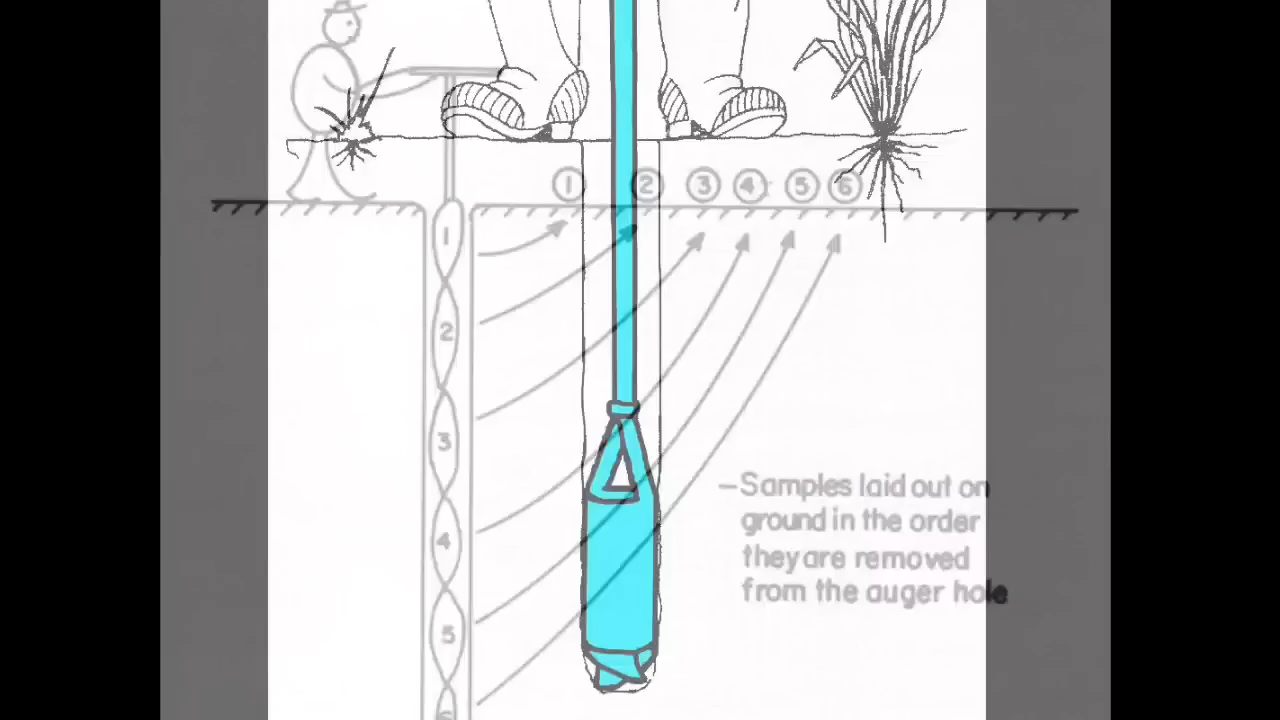 1 2 3 4 5 6
1
2
3
4
5
6
–Samples laid out on
ground in the order
they are removed
from the auger hole